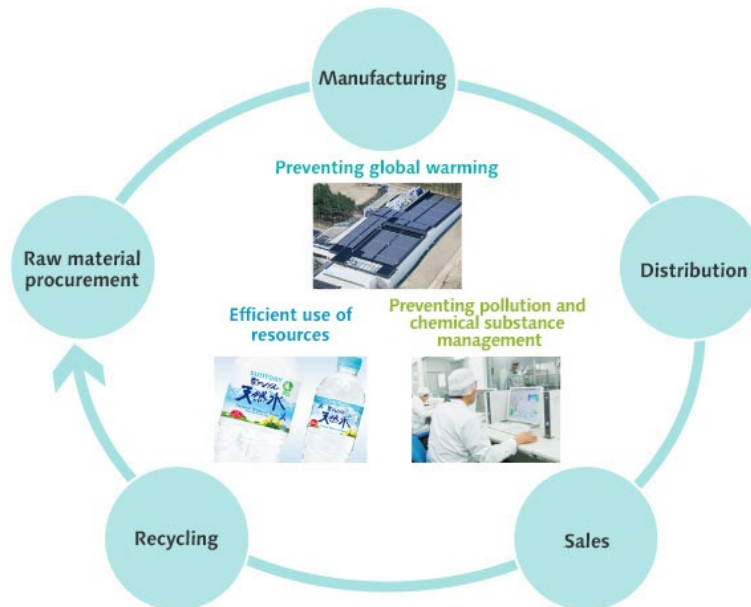 Manufacturing
Preventing global warming
Raw material
procurement
Distribution
Efficient use of
resources
Preventing pollution and
chemical substance
management
SUNTORY
天然水
天然水
Recycling
Sales